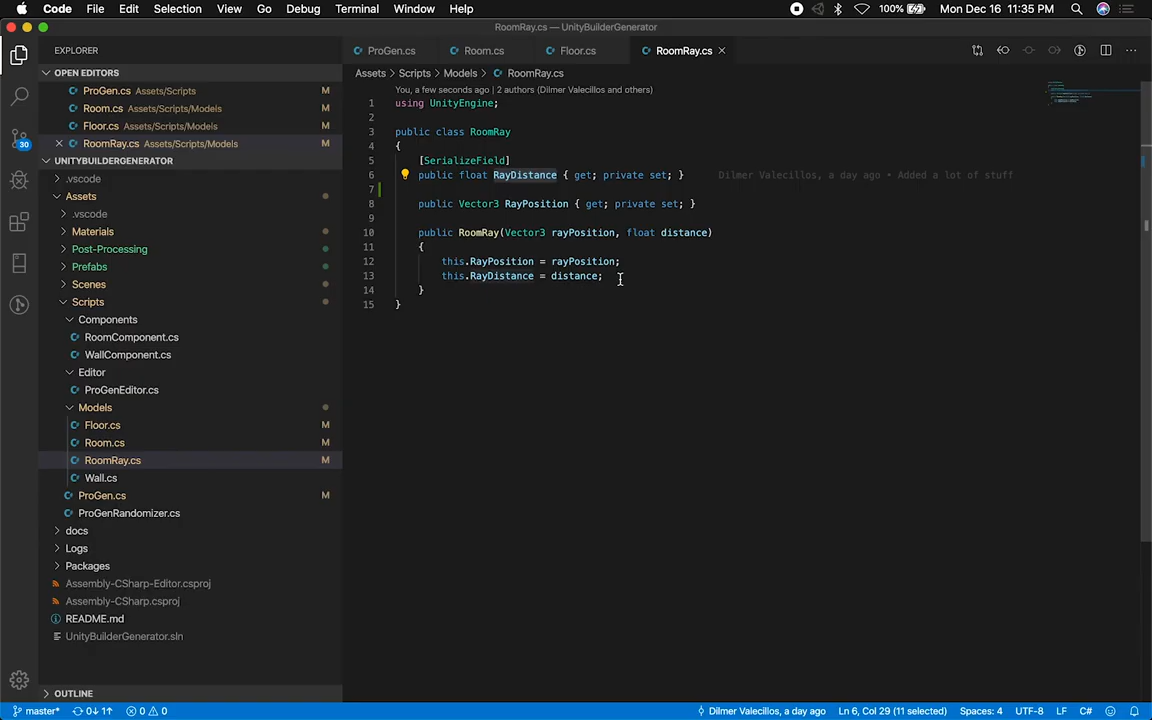 Code File Edit Selection View Go Debug Terminal Window Help 100% Mon Dec 16 11:35 PM
RoomRay.cs — UnityBuilderGenerator
EXPLORER
OPEN EDITORS
ProGen.cs Assets/Scripts M
Room.cs Assets/Scripts/Models M
Floor.cs Assets/Scripts/Models M
RoomRay.cs Assets/Scripts/Models M
UNITYBUILDERGENERATOR
.vscode
Assets
.vscode
Materials
Post-Processing
Prefabs
Scenes
Scripts
Components
RoomComponent.cs
WallComponent.cs
Editor
ProGenEditor.cs
Models
Floor.cs M
Room.cs M
RoomRay.cs M
Wall.cs
ProGen.cs M
ProGenRandomizer.cs
docs
Logs
Packages
Assembly-CSharp-Editor.csproj
Assembly-CSharp.csproj
README.md
UnityBuilderGenerator.sln
OUTLINE
30
ProGen.cs Room.cs Floor.cs RoomRay.cs
Assets > Scripts > Models > RoomRay.cs
You, a few seconds ago | 2 authors (Dilmer Valecillos and others)
1 using UnityEngine;
2
3 public class RoomRay
4 {
5 [SerializeField]
6 public float RayDistance { get; private set; } Dilmer Valecillos, a day ago • Added a lot of stuff
7
8 public Vector3 RayPosition { get; private set; }
9
10 public RoomRay(Vector3 rayPosition, float distance)
11 {
12 this.RayPosition = rayPosition;
13 this.RayDistance = distance;
14 }
15 }
master* 0↓ 1↑ 0 0 Dilmer Valecillos, a day ago Ln 6, Col 29 (11 selected) Spaces: 4 UTF-8 LF C#